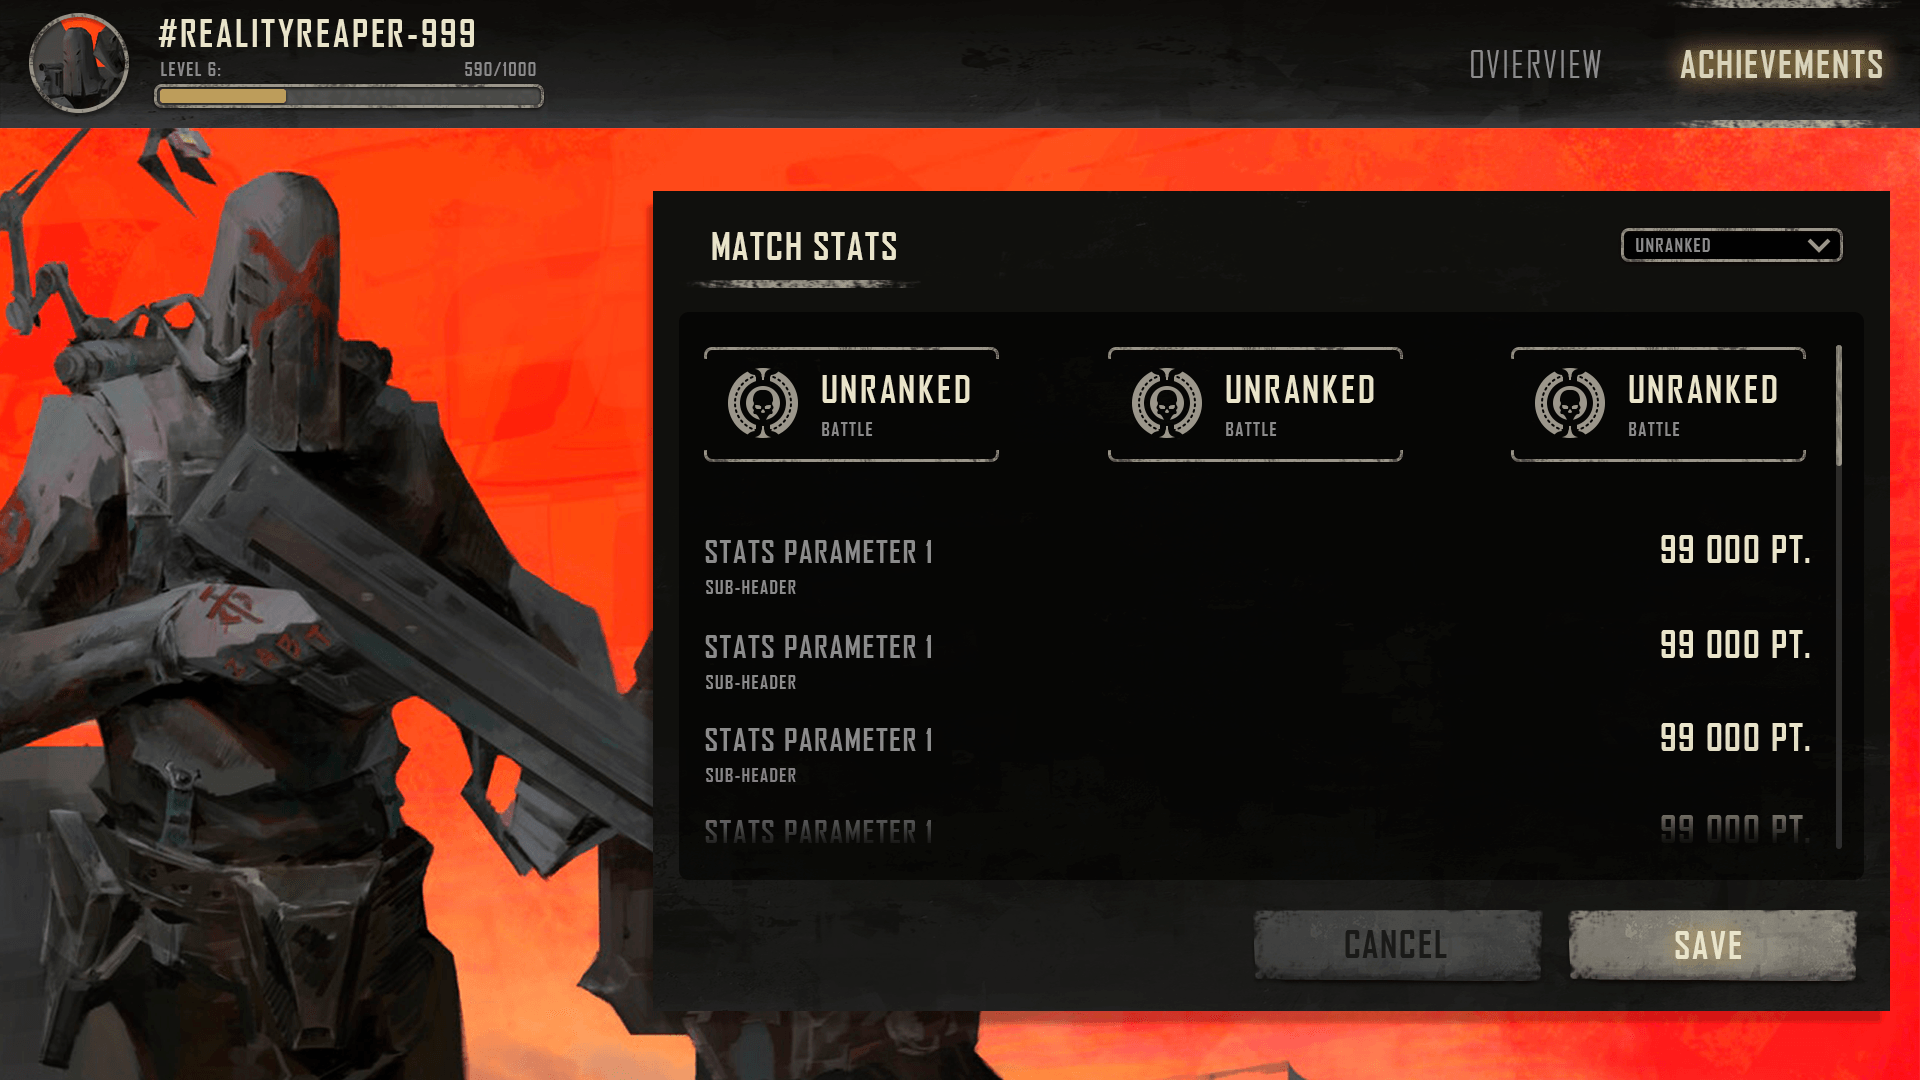 #REALITYREAPER-999
LEVEL 6: 590/1000
OVIERVIEW ACHIEVEMENTS
MATCH STATS
UNRANKED
UNRANKED UNRANKED UNRANKED
BATTLE BATTLE BATTLE
STATS PARAMETER 1 99 000 PT.
SUB-HEADER
STATS PARAMETER 1 99 000 PT.
SUB-HEADER
STATS PARAMETER 1 99 000 PT.
SUB-HEADER
STATS PARAMETER 1 99 000 PT.
CANCEL SAVE